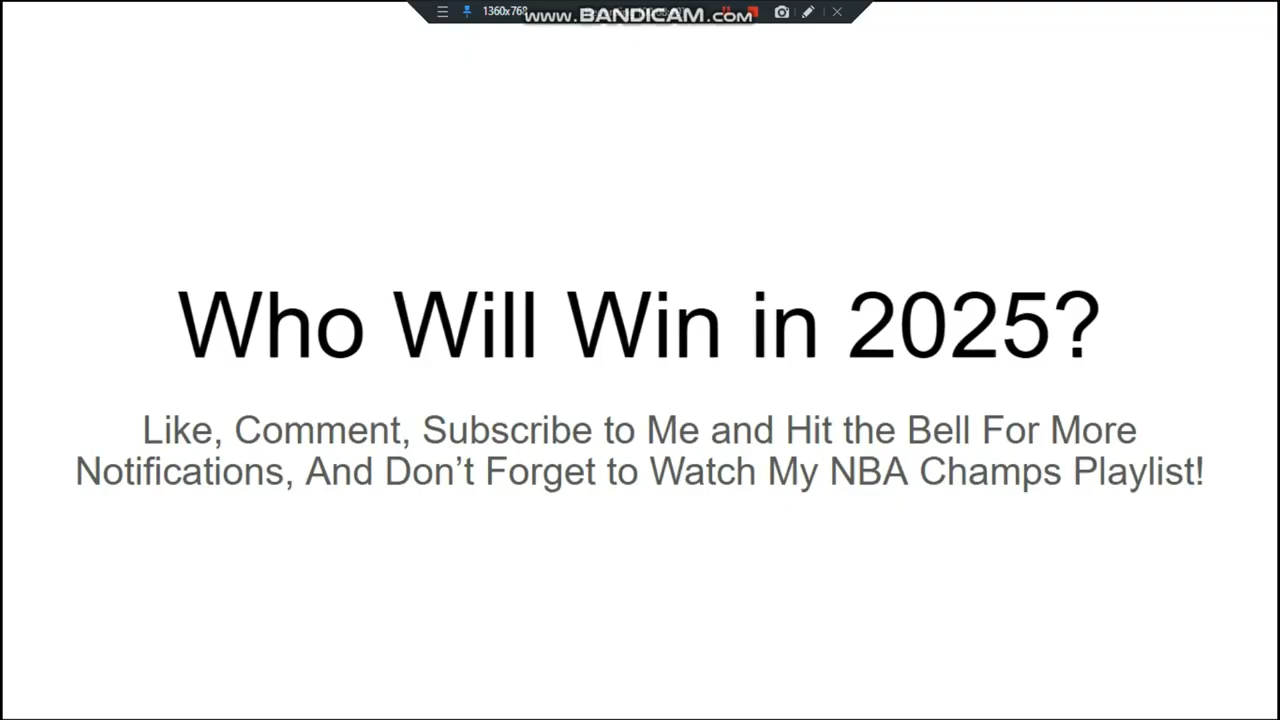 1360x768
www.BANDICAM.com
Who Will Win in 2025?
Like, Comment, Subscribe to Me and Hit the Bell For More
Notifications, And Don’t Forget to Watch My NBA Champs Playlist!